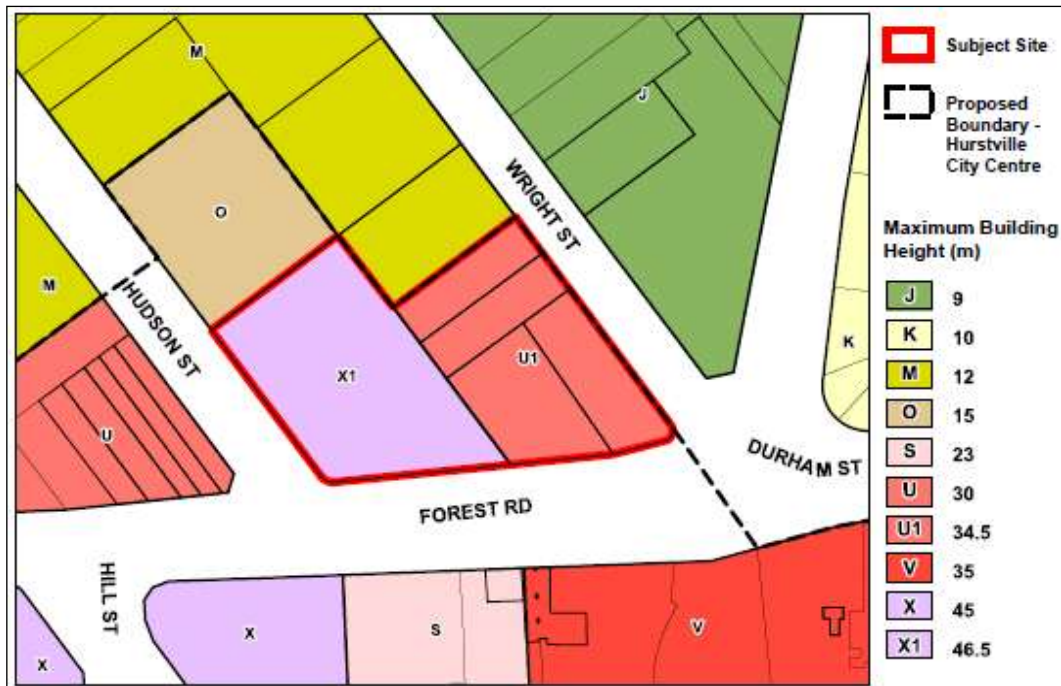 M
J
WRIGHT ST
O
M
HUDSON ST
K
X1
U1
U
DURHAM ST
FOREST RD
HILL ST
X
S
V
X
Subject Site
Proposed
Boundary -
Hurstville
City Centre
Maximum Building
Height (m)
J 9
K 10
M 12
O 15
S 23
U 30
U1 34.5
V 35
X 45
X1 46.5